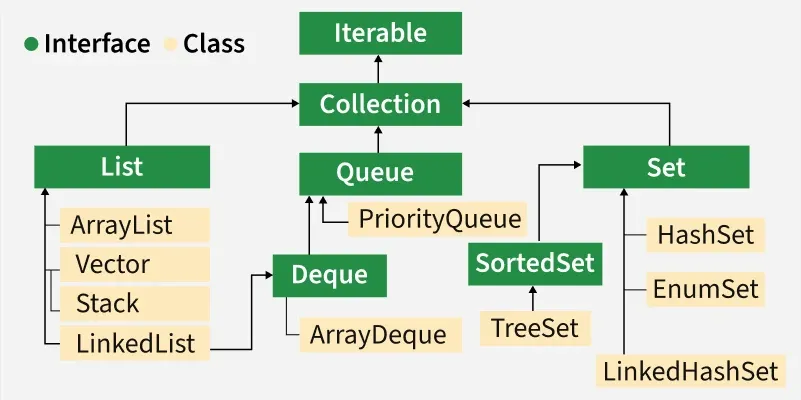 Interface
Class
Iterable
Collection
List
Queue
Set
ArrayList
PriorityQueue
HashSet
Vector
Deque
SortedSet
Stack
EnumSet
LinkedList
ArrayDeque
TreeSet
LinkedHashSet